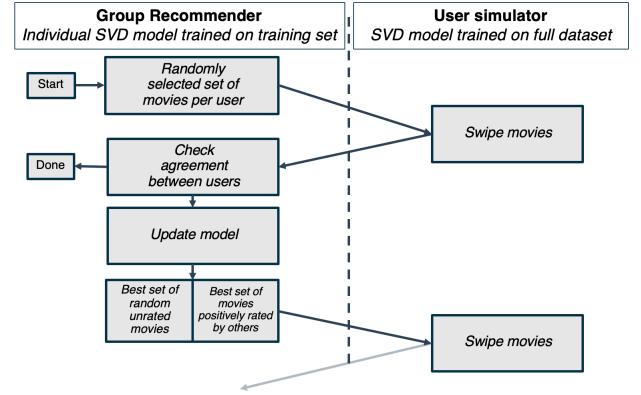 Group Recommender
Individual SVD model trained on training set
User simulator
SVD model trained on full dataset
Start
Randomly
selected set of
movies per user
Swipe movies
Done
Check
agreement
between users
Update model
Best set of
random
unrated
movies
Best set of
movies
positively rated
by others
Swipe movies